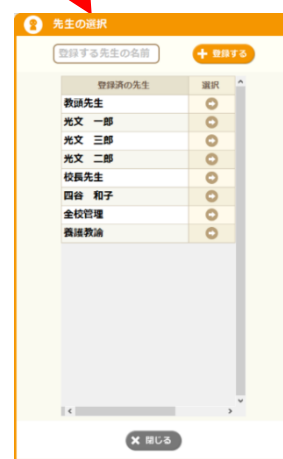 先生の選択
登録する先生の名前
登録する
登録済の先生 選択
教頭先生
光文　一郎
光文　三郎
光文　二郎
校長先生
四谷　和子
全校管理
養護教諭
閉じる